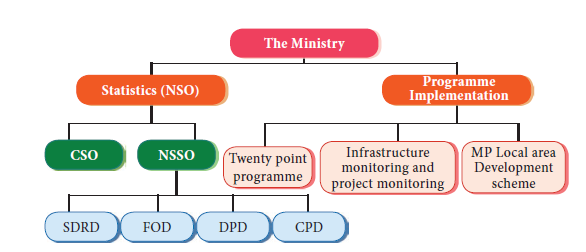 The Ministry
Statistics (NSO)
Programme
Implementation
CSO
NSSO
Twenty point
programme
Infrastructure
monitoring and
project monitoring
MP Local area
Development
scheme
SDRD
FOD
DPD
CPD